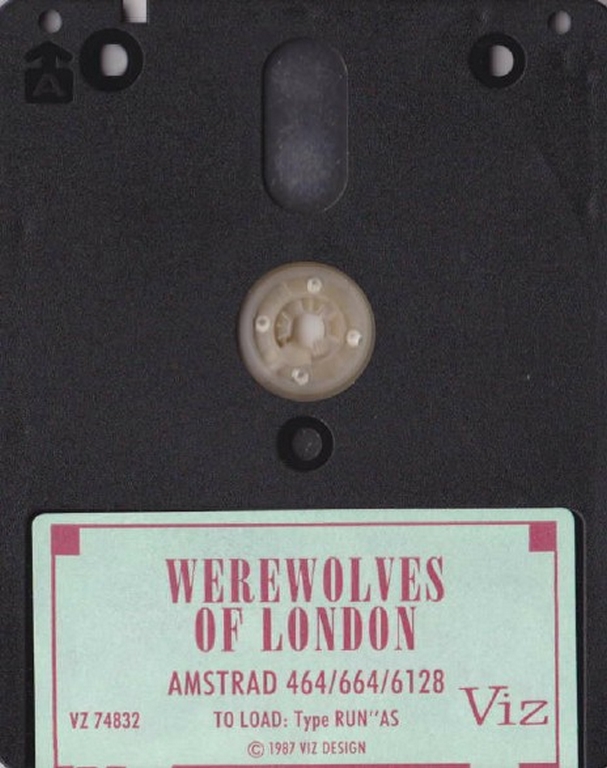 A
WEREWOLVES
OF LONDON
AMSTRAD 464/664/6128
VZ 74832
TO LOAD: Type RUN''AS
Viz
© 1987 VIZ DESIGN